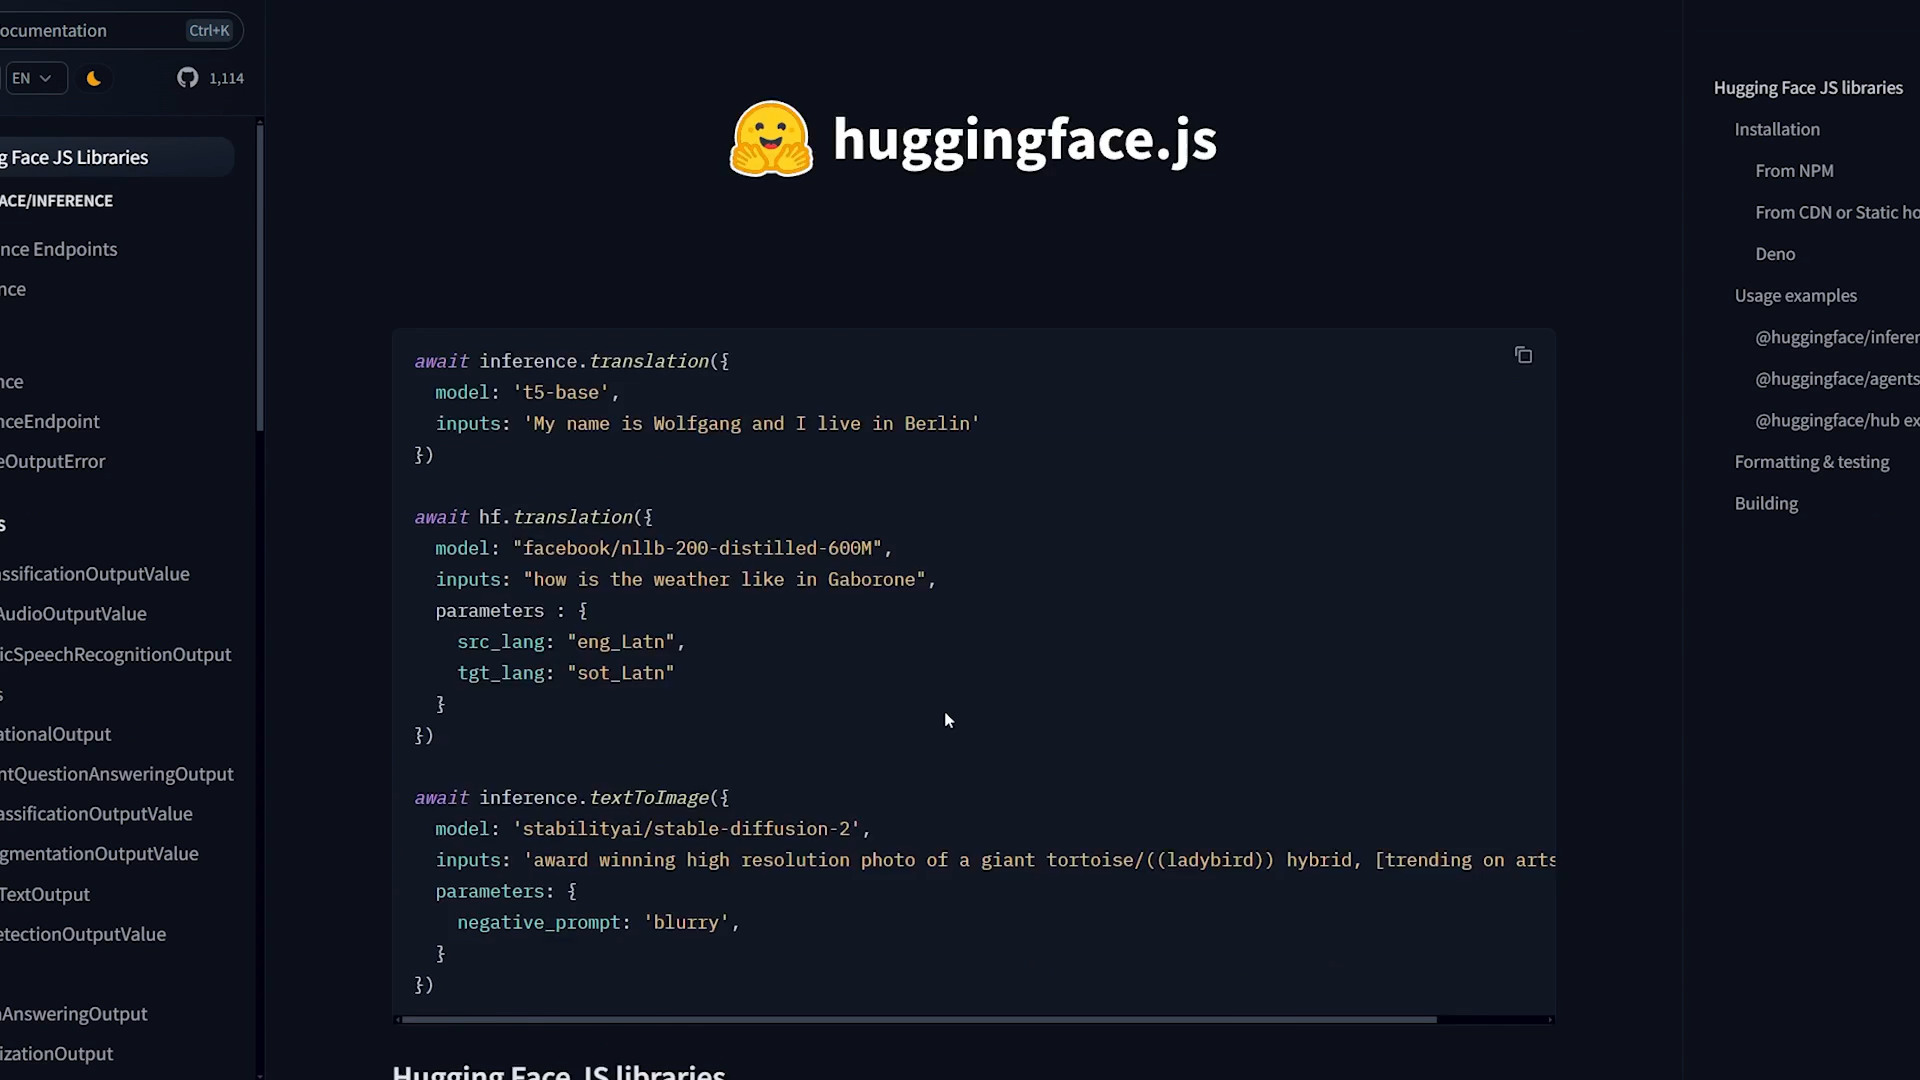 ocumentation
Ctrl+K
EN
1,114
g Face JS Libraries
ACE/INFERENCE
nce Endpoints
nce
nce
nceEndpoint
eOutputError
s
assificationOutputValue
AudioOutputValue
icSpeechRecognitionOutput
s
ationalOutput
ntQuestionAnsweringOutput
assificationOutputValue
gmentationOutputValue
TextOutput
etectionOutputValue
nAnsweringOutput
izationOutput
huggingface.js
await inference.translation({
model: 't5-base',
inputs: 'My name is Wolfgang and I live in Berlin'
})
await hf.translation({
model: "facebook/nllb-200-distilled-600M",
inputs: "how is the weather like in Gaborone",
parameters : {
src_lang: "eng_Latn",
tgt_lang: "sot_Latn"
}
})
await inference.textToImage({
model: 'stabilityai/stable-diffusion-2',
inputs: 'award winning high resolution photo of a giant tortoise/((ladybird)) hybrid, [trending on arts
parameters: {
negative_prompt: 'blurry',
}
})
Hugging Face JS libraries
Hugging Face JS libraries
Installation
From NPM
From CDN or Static ho
Deno
Usage examples
@huggingface/inferen
@huggingface/agents
@huggingface/hub ex
Formatting & testing
Building